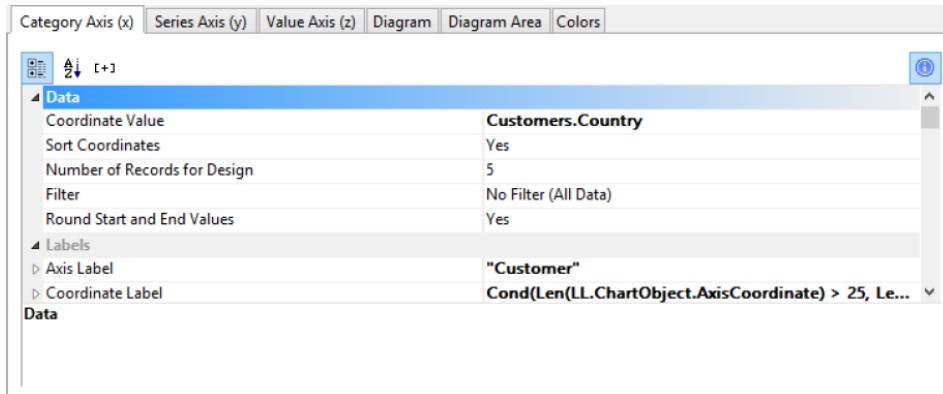 Category Axis (x) Series Axis (y) Value Axis (z) Diagram Diagram Area Colors
A Z [+]
Data
Coordinate Value Customers.Country
Sort Coordinates Yes
Number of Records for Design 5
Filter No Filter (All Data)
Round Start and End Values Yes
Labels
Axis Label "Customer"
Coordinate Label Cond(Len(LL.ChartObject.AxisCoordinate) > 25, Le...
Data